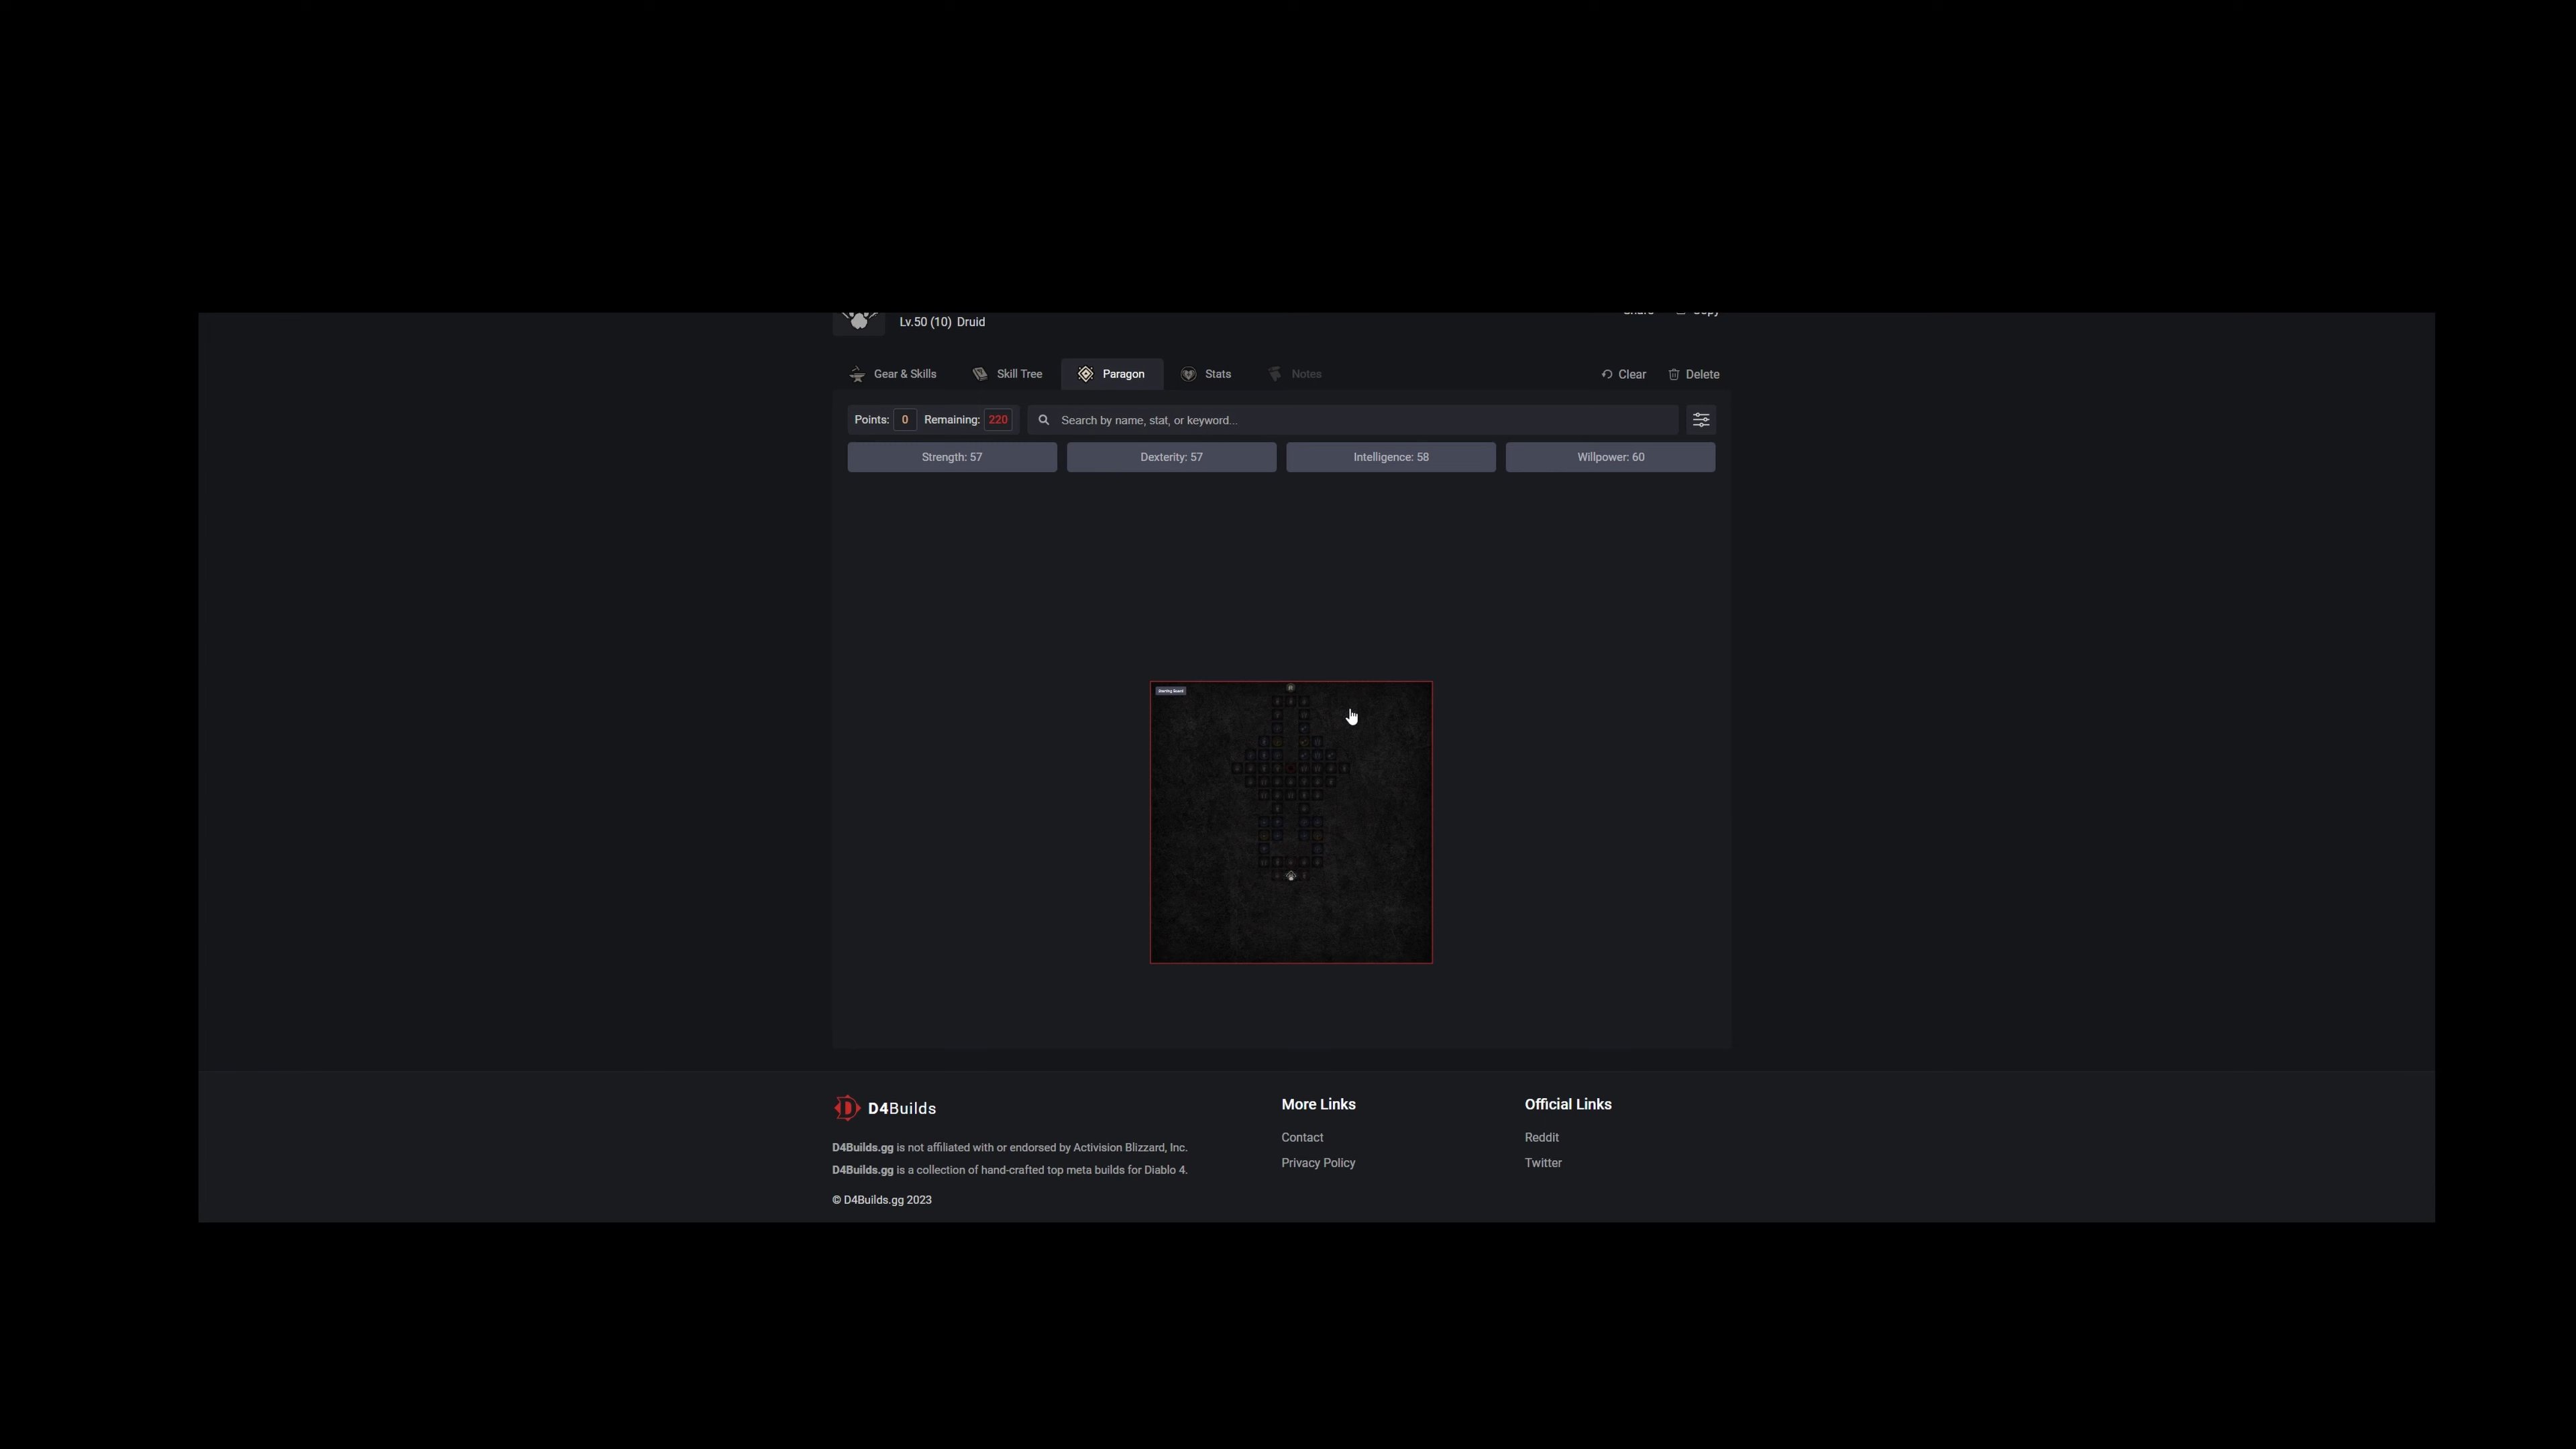 Lv.50 (10) Druid
Gear & Skills
Skill Tree
Paragon
Stats
Notes
Clear
Delete
Points: 0 Remaining: 220
Search by name, stat, or keyword...
Strength: 57
Dexterity: 57
Intelligence: 58
Willpower: 60
Starting Board
D4Builds
D4Builds.gg is not affiliated with or endorsed by Activision Blizzard, Inc.
D4Builds.gg is a collection of hand-crafted top meta builds for Diablo 4.
© D4Builds.gg 2023
More Links
Contact
Privacy Policy
Official Links
Reddit
Twitter